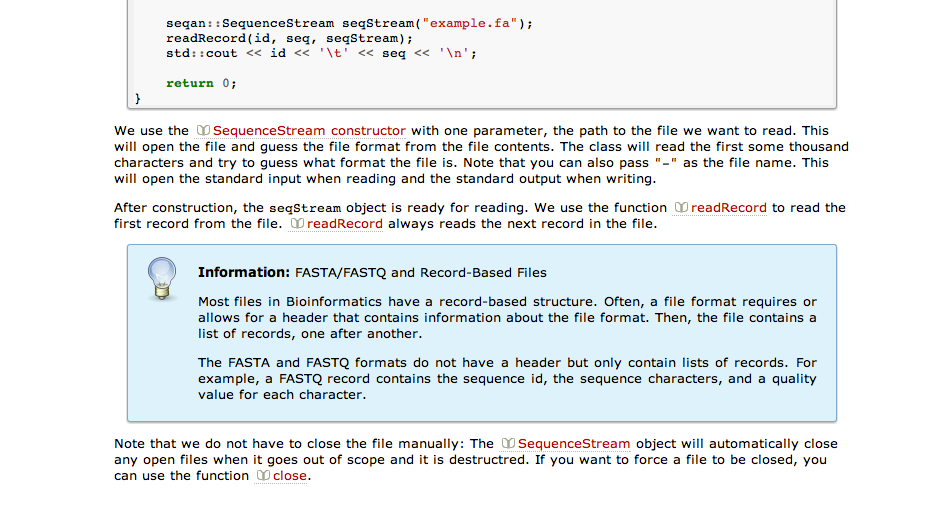 seqan::SequenceStream seqStream("example.fa");
readRecord(id, seq, seqStream);
std::cout << id << '\t' << seq << '\n';
return 0;
}
We use the SequenceStream constructor with one parameter, the path to the file we want to read. This
will open the file and guess the file format from the file contents. The class will read the first some thousand
characters and try to guess what format the file is. Note that you can also pass "-" as the file name. This
will open the standard input when reading and the standard output when writing.
After construction, the seqStream object is ready for reading. We use the function readRecord to read the
first record from the file. readRecord always reads the next record in the file.
Information: FASTA/FASTQ and Record-Based Files
Most files in Bioinformatics have a record-based structure. Often, a file format requires or
allows for a header that contains information about the file format. Then, the file contains a
list of records, one after another.
The FASTA and FASTQ formats do not have a header but only contain lists of records. For
example, a FASTQ record contains the sequence id, the sequence characters, and a quality
value for each character.
Note that we do not have to close the file manually: The SequenceStream object will automatically close
any open files when it goes out of scope and it is destructred. If you want to force a file to be closed, you
can use the function close.